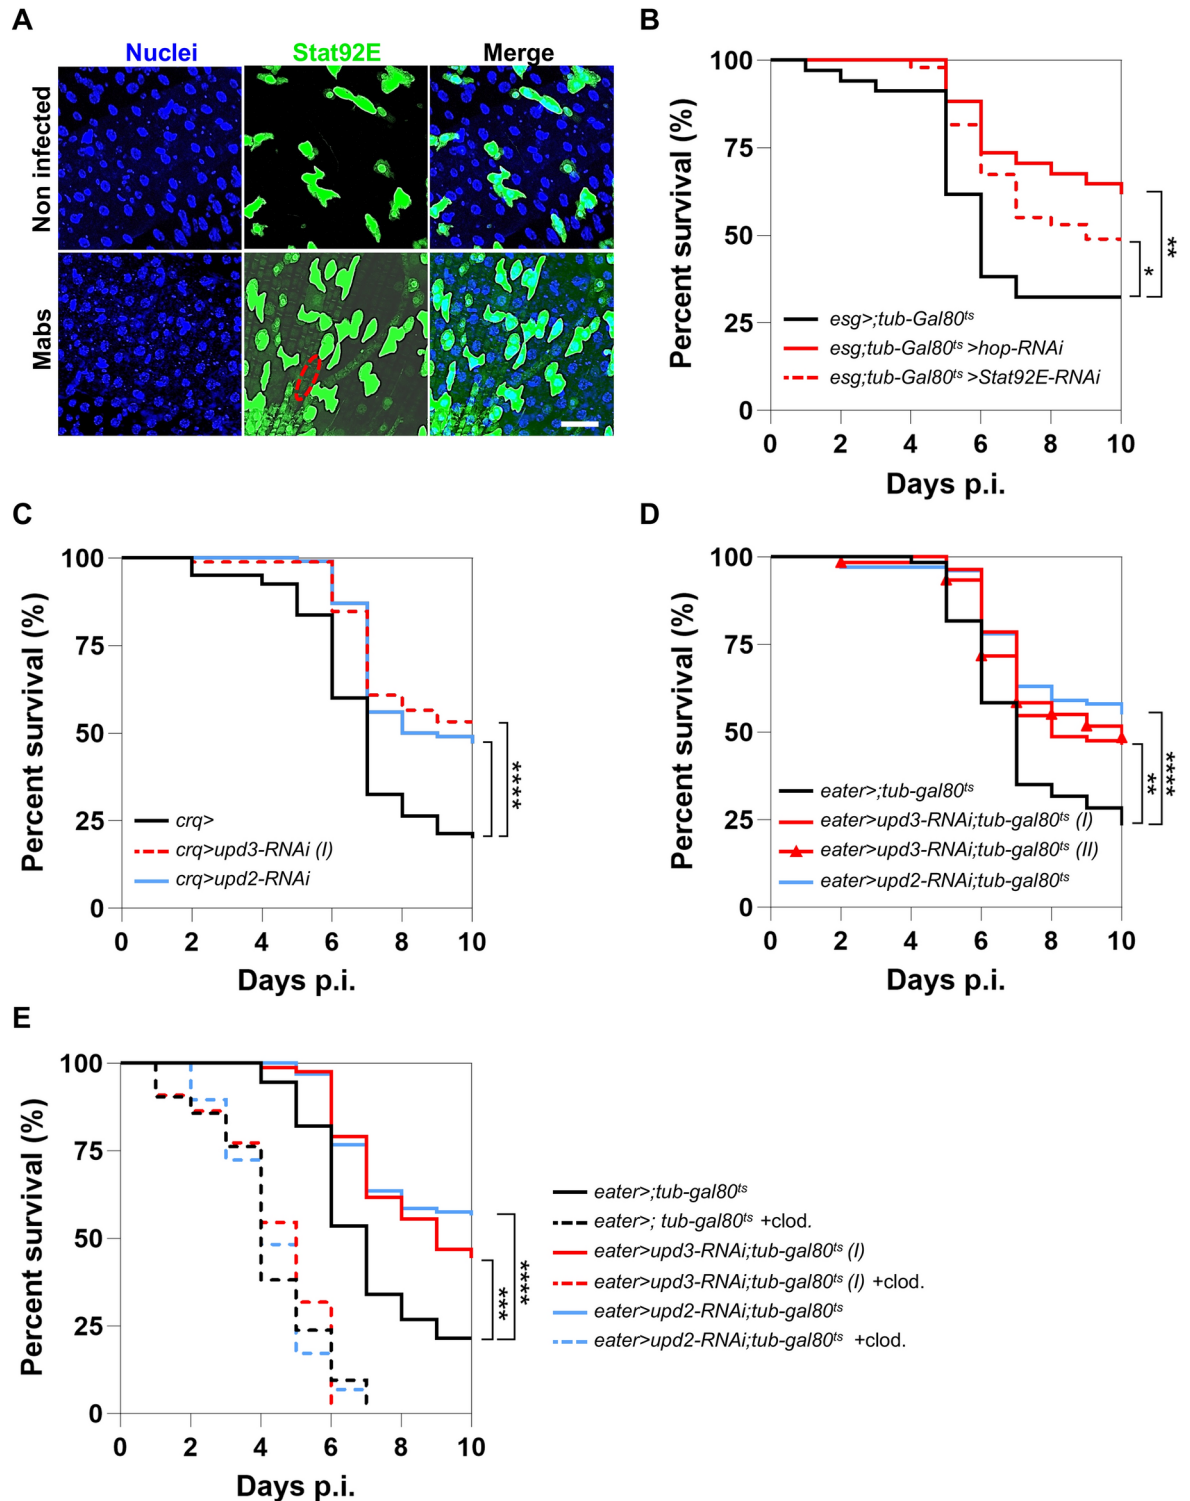 A
Nuclei Stat92E Merge
Non infected
Mabs
B
Percent survival (%)
100
75
50
25
0
esg>;tub-Gal80ts
esg;tub-Gal80ts >hop-RNAi
esg;tub-Gal80ts >Stat92E-RNAi
*
**
0 2 4 6 8 10
Days p.i.
C
Percent survival (%)
100
75
50
25
0
crq>
crq>upd3-RNAi (I)
crq>upd2-RNAi
****
0 2 4 6 8 10
Days p.i.
D
Percent survival (%)
100
75
50
25
0
eater>;tub-gal80ts
eater>upd3-RNAi;tub-gal80ts (I)
eater>upd3-RNAi;tub-gal80ts (II)
eater>upd2-RNAi;tub-gal80ts
**
****
0 2 4 6 8 10
Days p.i.
E
Percent survival (%)
100
75
50
25
0
***
****
0 2 4 6 8 10
Days p.i.
eater>;tub-gal80ts
eater>; tub-gal80ts +clod.
eater>upd3-RNAi;tub-gal80ts (I)
eater>upd3-RNAi;tub-gal80ts (I) +clod.
eater>upd2-RNAi;tub-gal80ts
eater>upd2-RNAi;tub-gal80ts +clod.